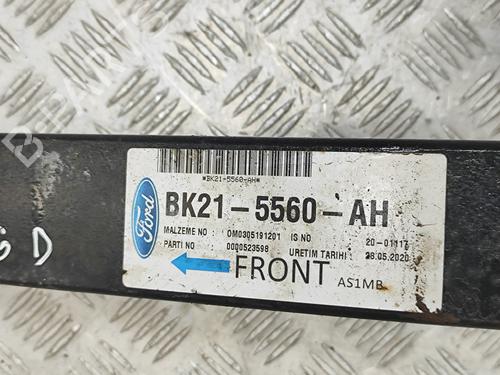 *BK21-5560-AH*
Ford
BK21-5560-AH
MALZEME NO : OM0305191201 IS NO 20-01117
PARTI NO : 0000523598 URETIM TARIHI : 28.05.2020
FRONT AS1MB
D